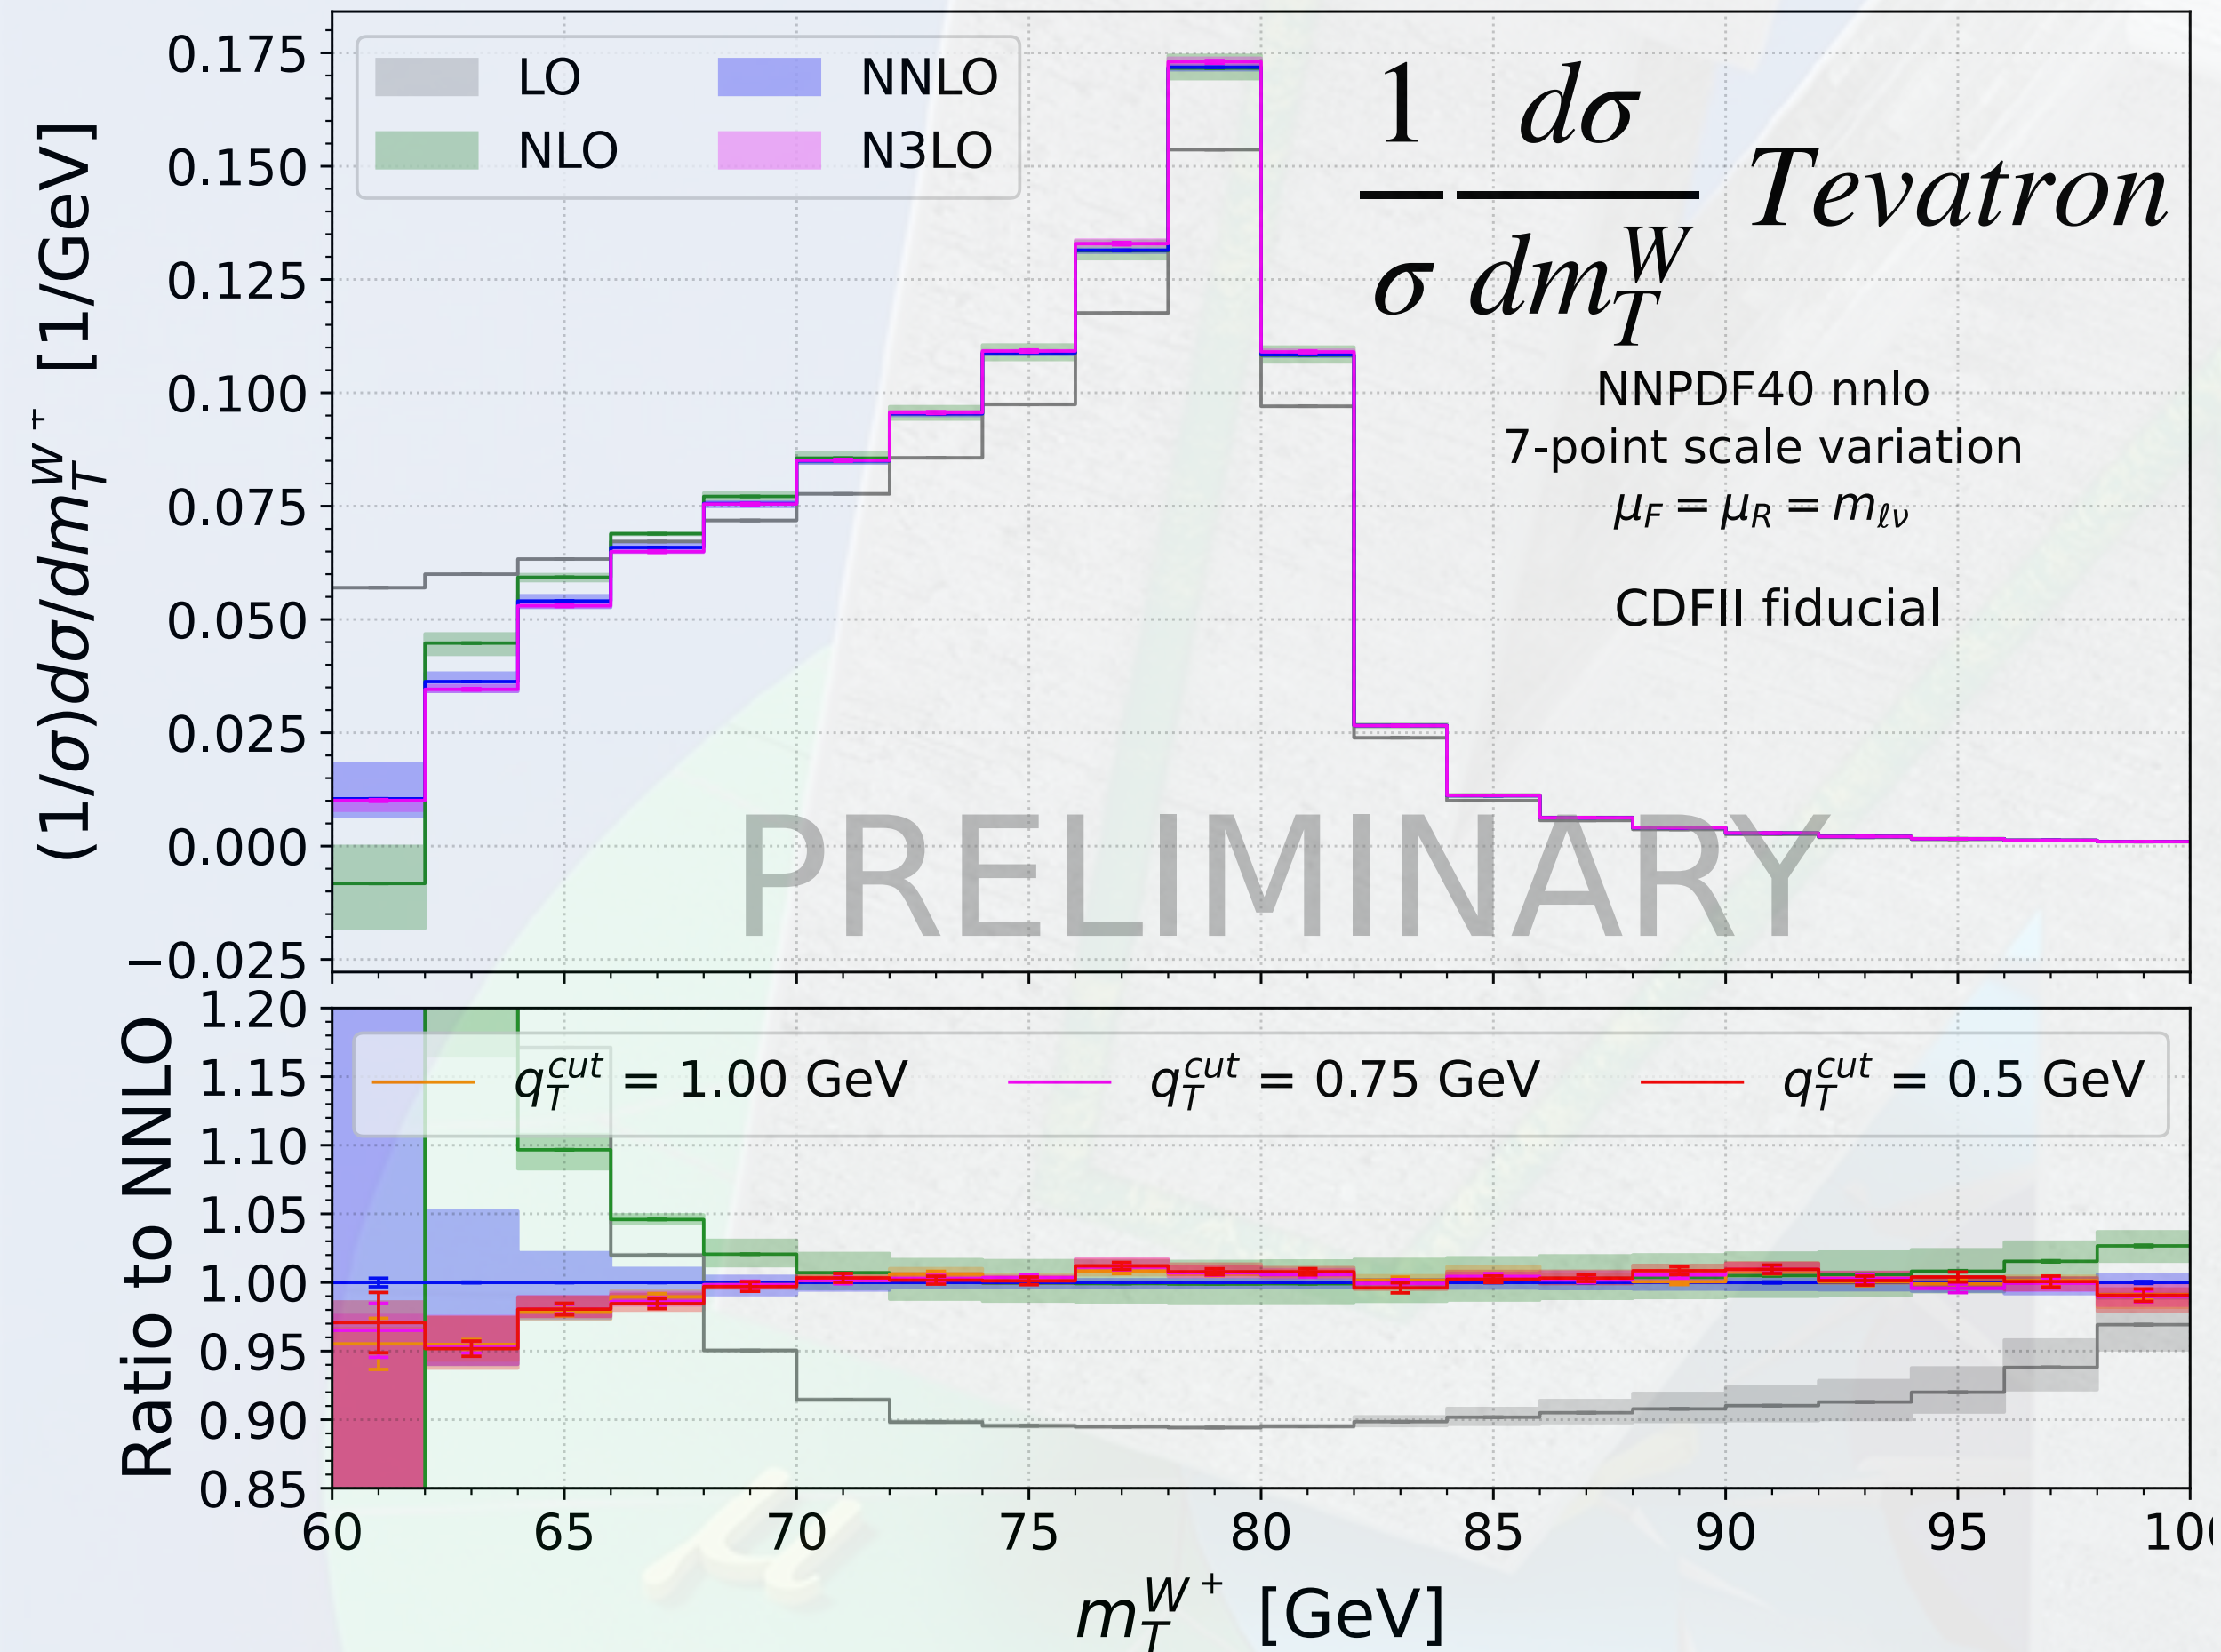 0.175
0.150
0.125
0.100
0.075
0.050
0.025
0.000
−0.025
(1/σ)dσ/dm_T^{W^+} [1/GeV]
LO
NLO
NNLO
N3LO
\frac{1}{σ} \frac{dσ}{dm_T^W} Tevatron
NNPDF40 nnlo
7-point scale variation
μ_F = μ_R = m_{ℓν}
CDFII fiducial
PRELIMINARY
1.20
1.15
1.10
1.05
1.00
0.95
0.90
0.85
Ratio to NNLO
q_T^{cut} = 1.00 GeV
q_T^{cut} = 0.75 GeV
q_T^{cut} = 0.5 GeV
60 65 70 75 80 85 90 95
m_T^{W^+} [GeV]